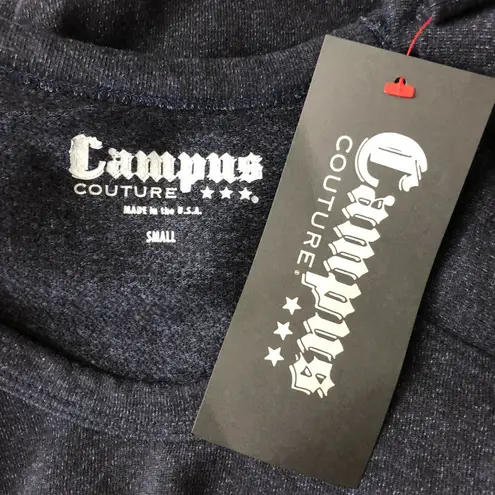 Campus
COUTURE ★★★®
MADE in the U.S.A.
SMALL
Campus
COUTURE®
★★★